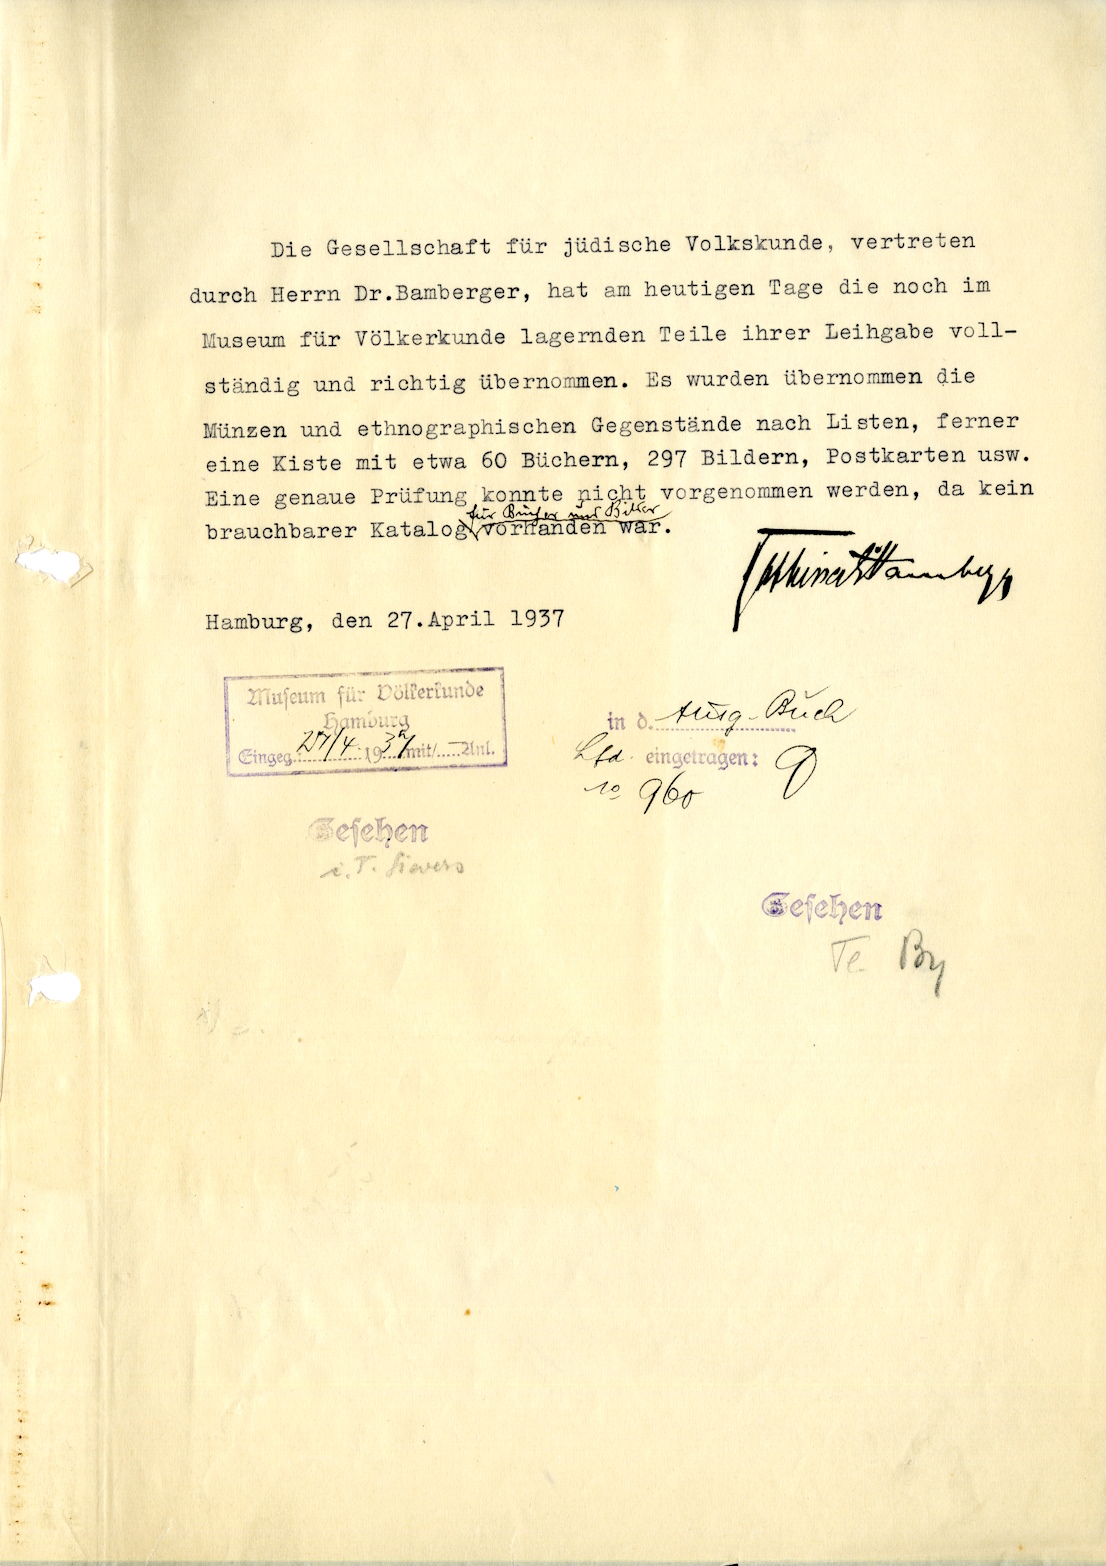 Die Gesellschaft für jüdische Volkskunde, vertreten
durch Herrn Dr.Bamberger, hat am heutigen Tage die noch im
Museum für Völkerkunde lagernden Teile ihrer Leihgabe voll-
ständig und richtig übernommen. Es wurden übernommen die
Münzen und ethnographischen Gegenstände nach Listen, ferner
eine Kiste mit etwa 60 Büchern, 297 Bildern, Postkarten usw.
Eine genaue Prüfung konnte nicht vorgenommen werden, da kein
für Bücher und Bilder
brauchbarer Katalog vorhanden war.
Hamburg, den 27.April 1937
Museum für Völkerkunde
Hamburg
Eingeg. 27/4. 1937 mit/. — Anl.
in d. Ausg-Buch
Lfd. eingetragen:
No 960
Gesehen
i.T. Sievers
Gesehen
Te By